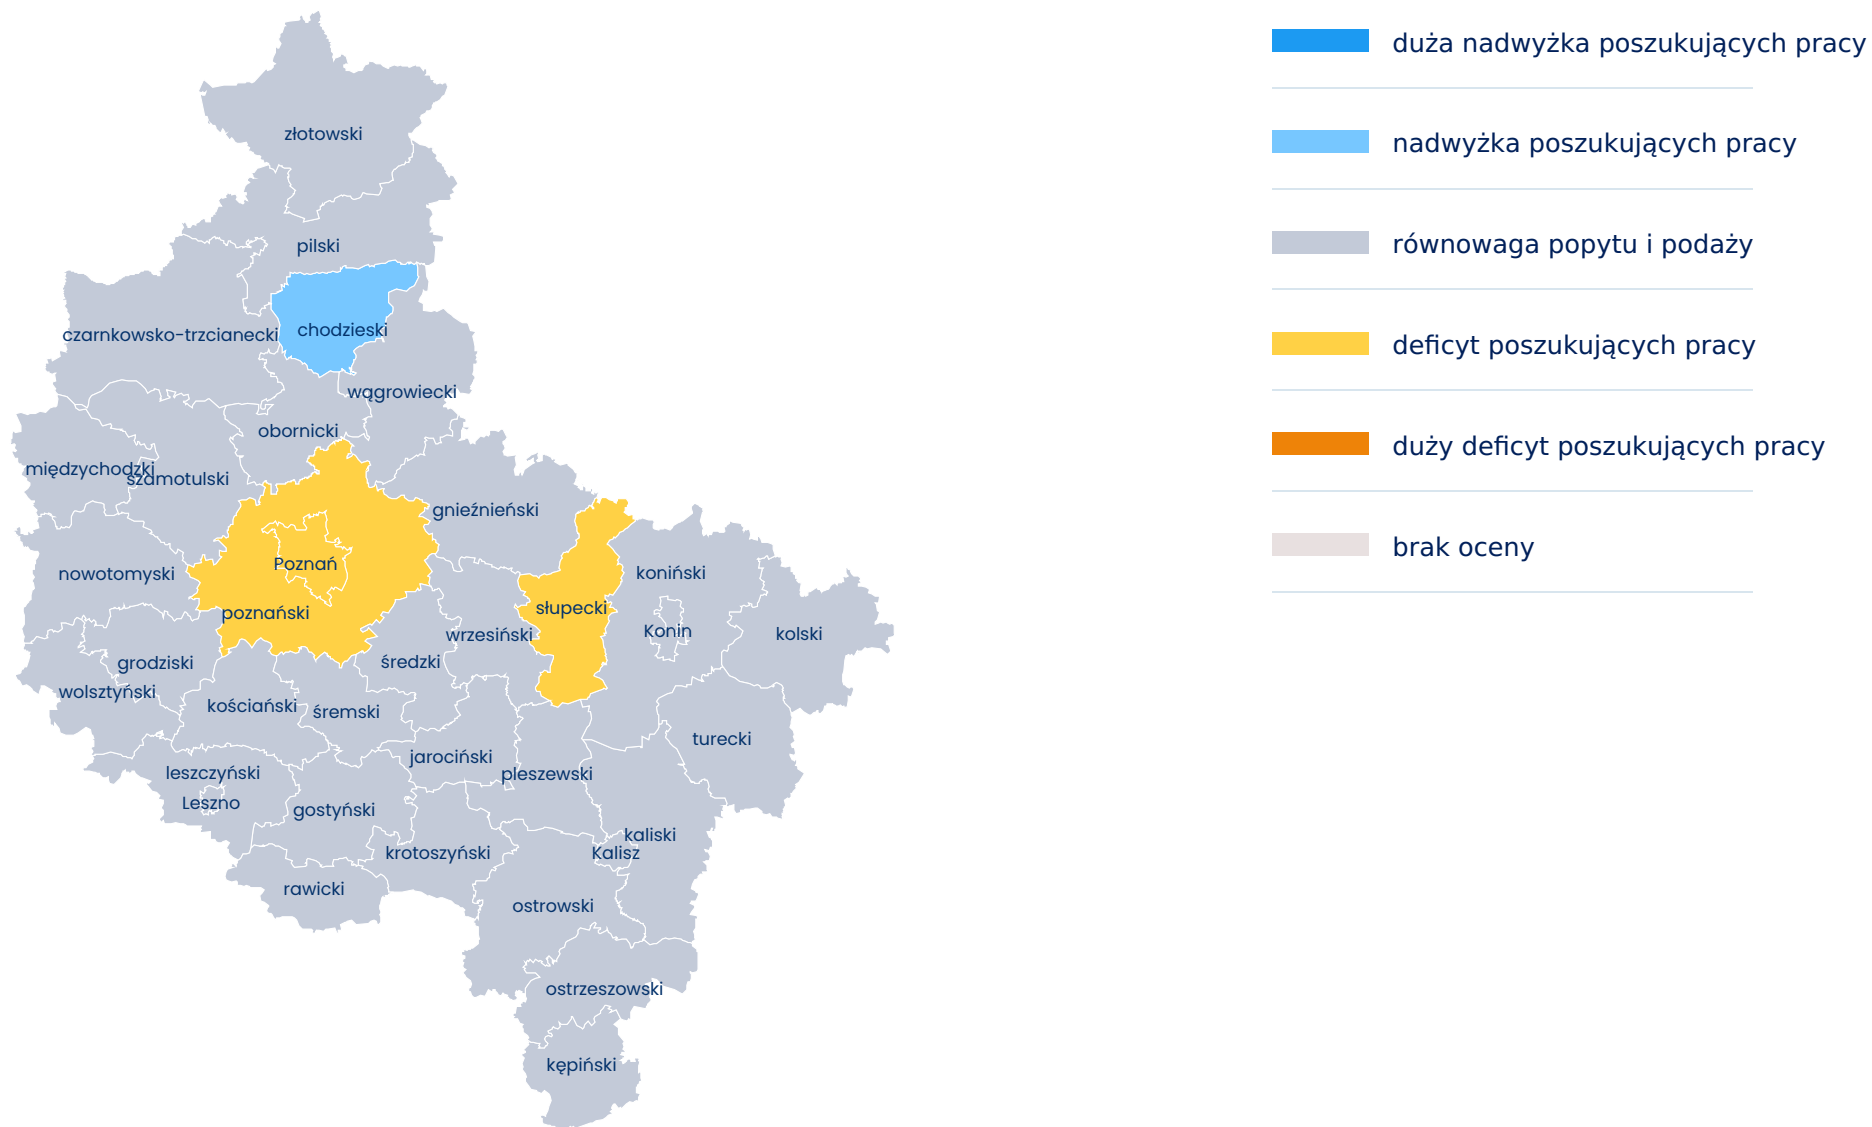 duża nadwyżka poszukujących pracy
nadwyżka poszukujących pracy
równowaga popytu i podaży
deficyt poszukujących pracy
duży deficyt poszukujących pracy
brak oceny
złotowski
pilski
chodzieski
czarnkowsko-trzcianecki
wągrowiecki
obornicki
międzychodzki
szamotulski
gnieźnieński
Poznań
nowotomyski
koniński
słupecki
poznański
Konin
wrzesiński
kolski
średzki
grodziski
wolsztyński
kościański
śremski
turecki
jarociński
leszczyński
pleszewski
Leszno
gostyński
kaliski
Kalisz
krotoszyński
rawicki
ostrowski
ostrzeszowski
kępiński